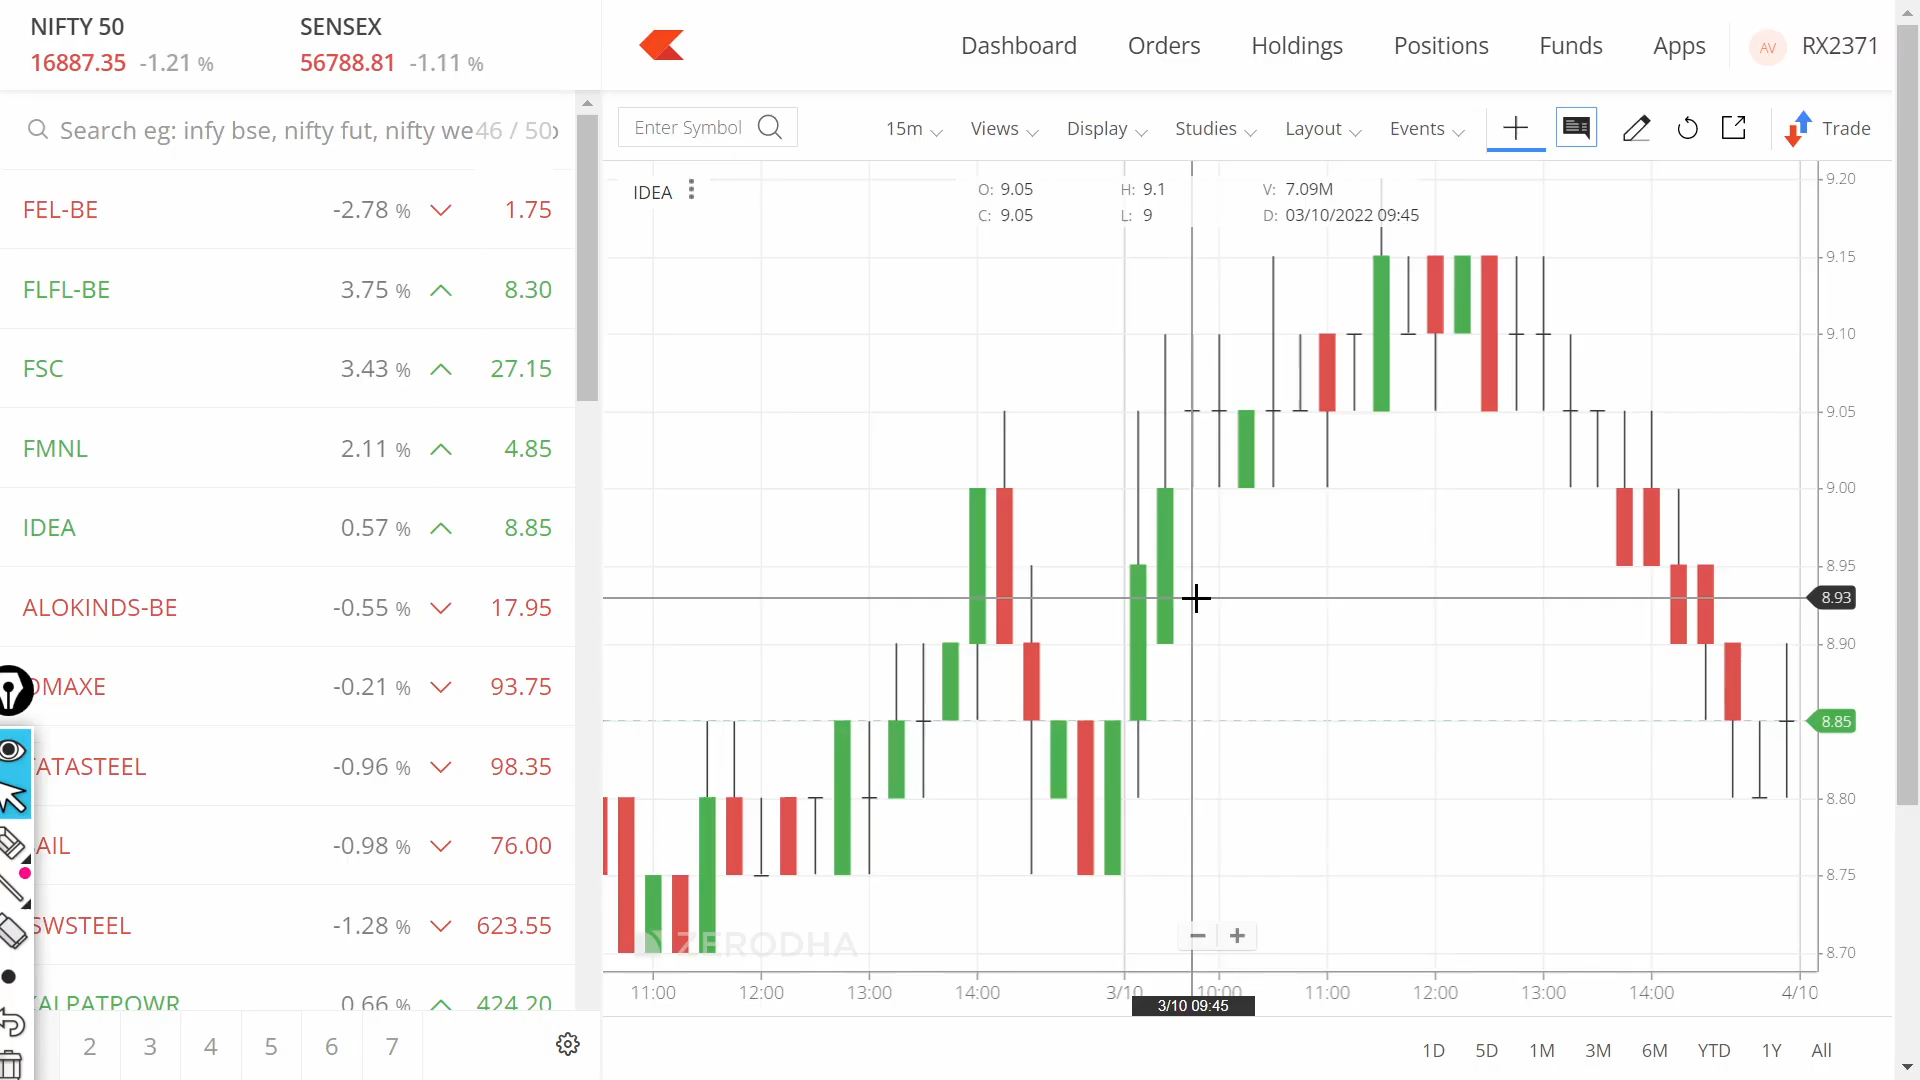 NIFTY 50
16887.35 -1.21 %
SENSEX
56788.81 -1.11 %
Dashboard
Orders
Holdings
Positions
Funds
Apps
AV
RX2371
Search eg: infy bse, nifty fut, nifty we
46 / 50
FEL-BE -2.78 % 1.75
FLFL-BE 3.75 % 8.30
FSC 3.43 % 27.15
FMNL 2.11 % 4.85
IDEA 0.57 % 8.85
ALOKINDS-BE -0.55 % 17.95
OMAXE -0.21 % 93.75
TATASTEEL -0.96 % 98.35
AIL -0.98 % 76.00
SWSTEEL -1.28 % 623.55
KALPATPOWR 0.66 % 424.20
2 3 4 5 6 7
Enter Symbol
15m
Views
Display
Studies
Layout
Events
Trade
IDEA
O: 9.05 H: 9.1 V: 7.09M
C: 9.05 L: 9 D: 03/10/2022 09:45
9.20
9.15
9.10
9.05
9.00
8.95
8.93
8.90
8.85
8.80
8.75
8.70
ZERODHA
11:00 12:00 13:00 14:00 3/10 10:00 11:00 12:00 13:00 14:00 4/10
3/10 09:45
1D 5D 1M 3M 6M YTD 1Y All